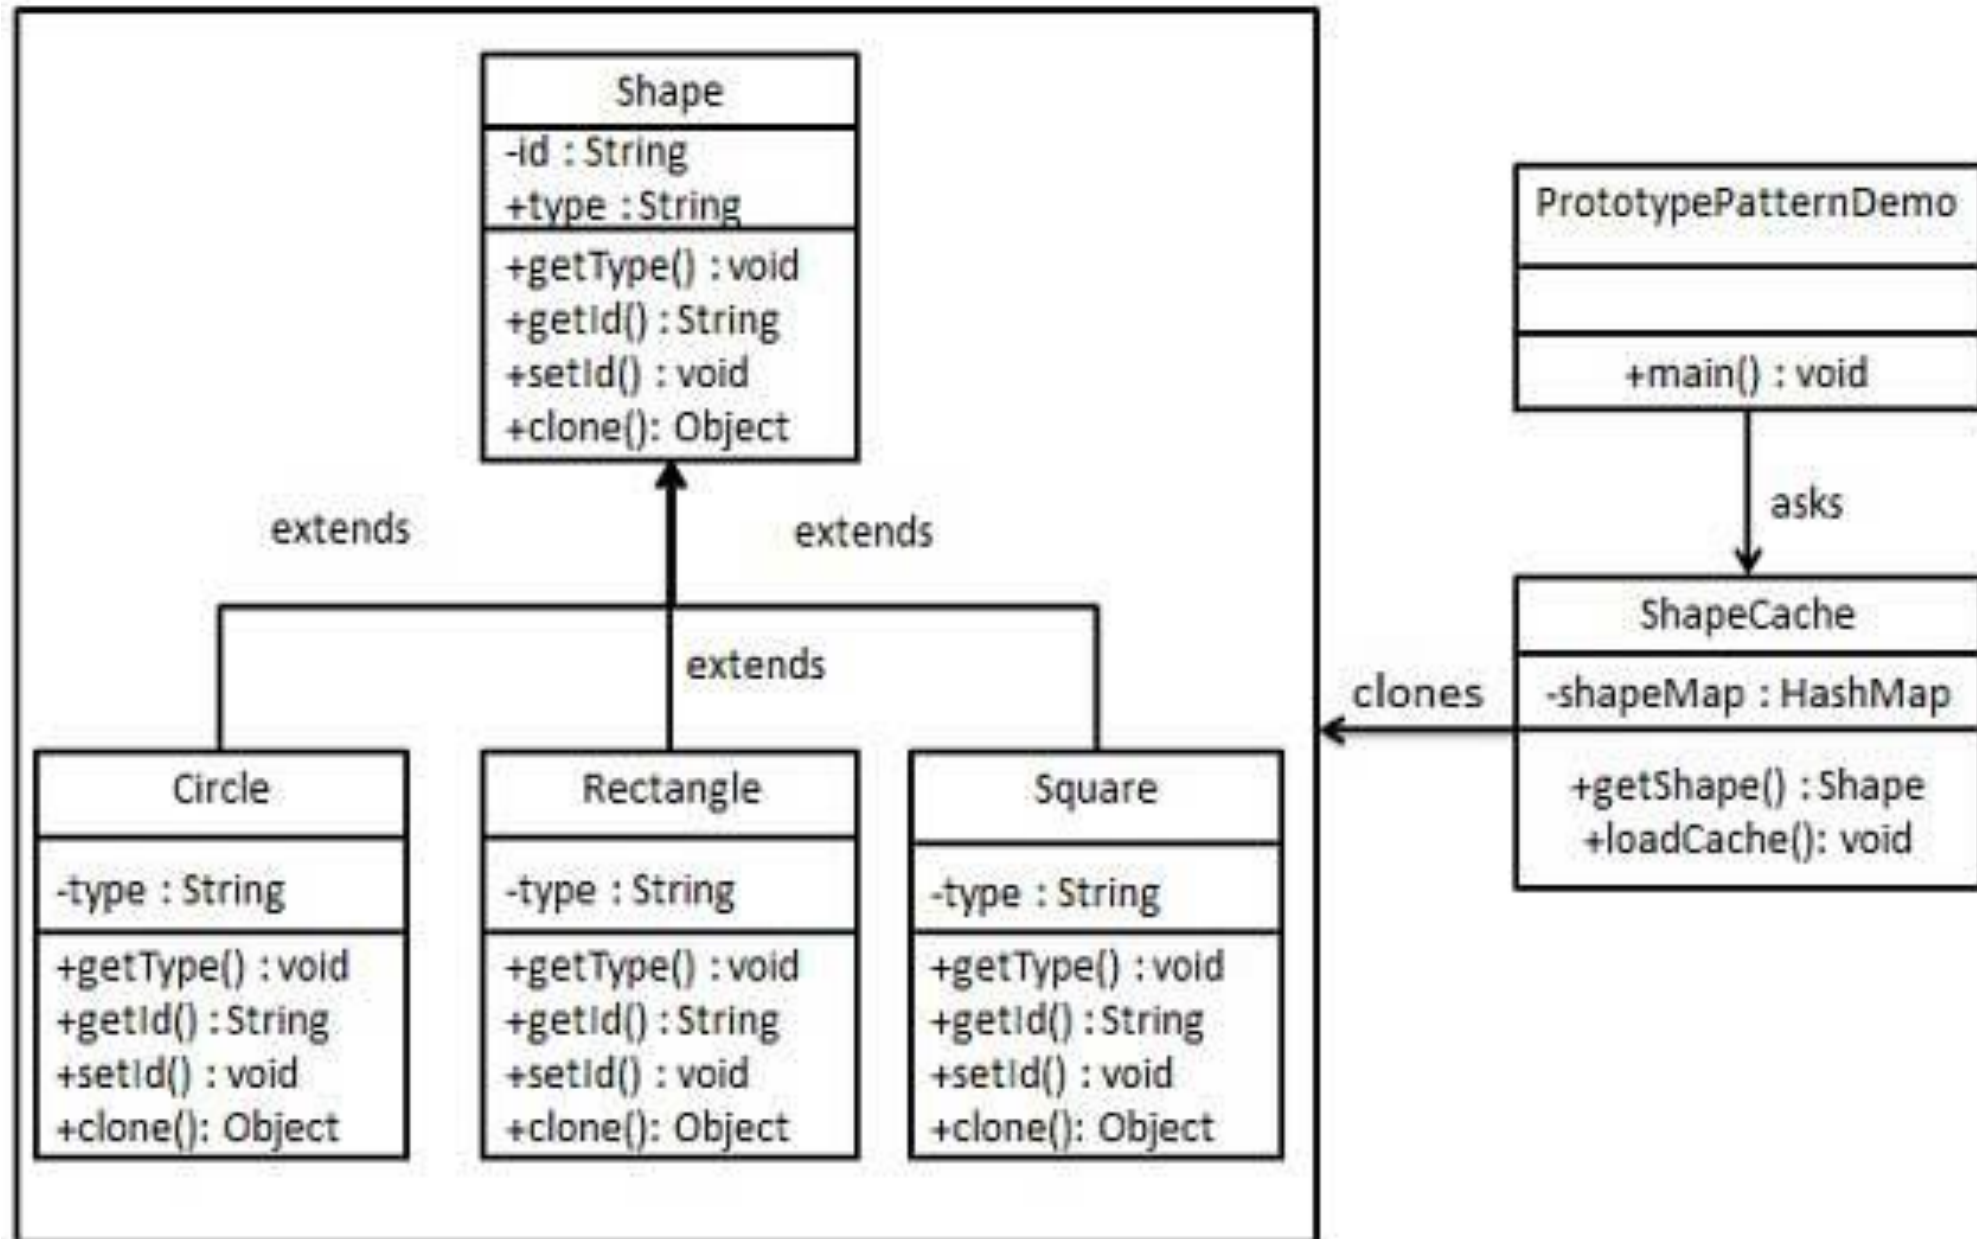 Shape
-id : String
+type : String
+getType() : void
+getId() : String
+setId() : void
+clone(): Object
extends
extends
extends
Circle
-type : String
+getType() : void
+getId() : String
+setId() : void
+clone(): Object
Rectangle
-type : String
+getType() : void
+getId() : String
+setId() : void
+clone(): Object
Square
-type : String
+getType() : void
+getId() : String
+setId() : void
+clone(): Object
PrototypePatternDemo
+main() : void
asks
ShapeCache
-shapeMap : HashMap
+getShape() : Shape
+loadCache(): void
clones